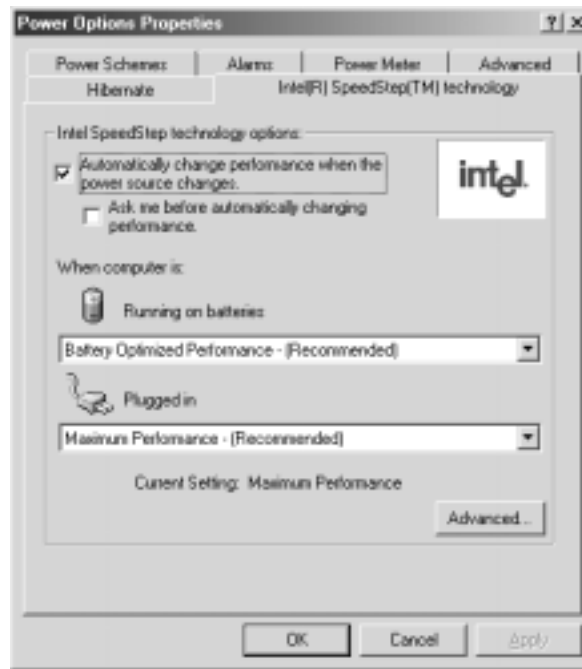 Power Options Properties
Power Schemes Alarms Power Meter Advanced
Hibernate Intel(R) SpeedStep(TM) technology
Intel SpeedStep technology options:
Automatically change performance when the
power source changes.
intel.
Ask me before automatically changing
performance.
When computer is:
Running on batteries
Battery Optimized Performance - (Recommended)
Plugged in
Maximum Performance - (Recommended)
Current Setting: Maximum Performance
Advanced...
OK Cancel Apply